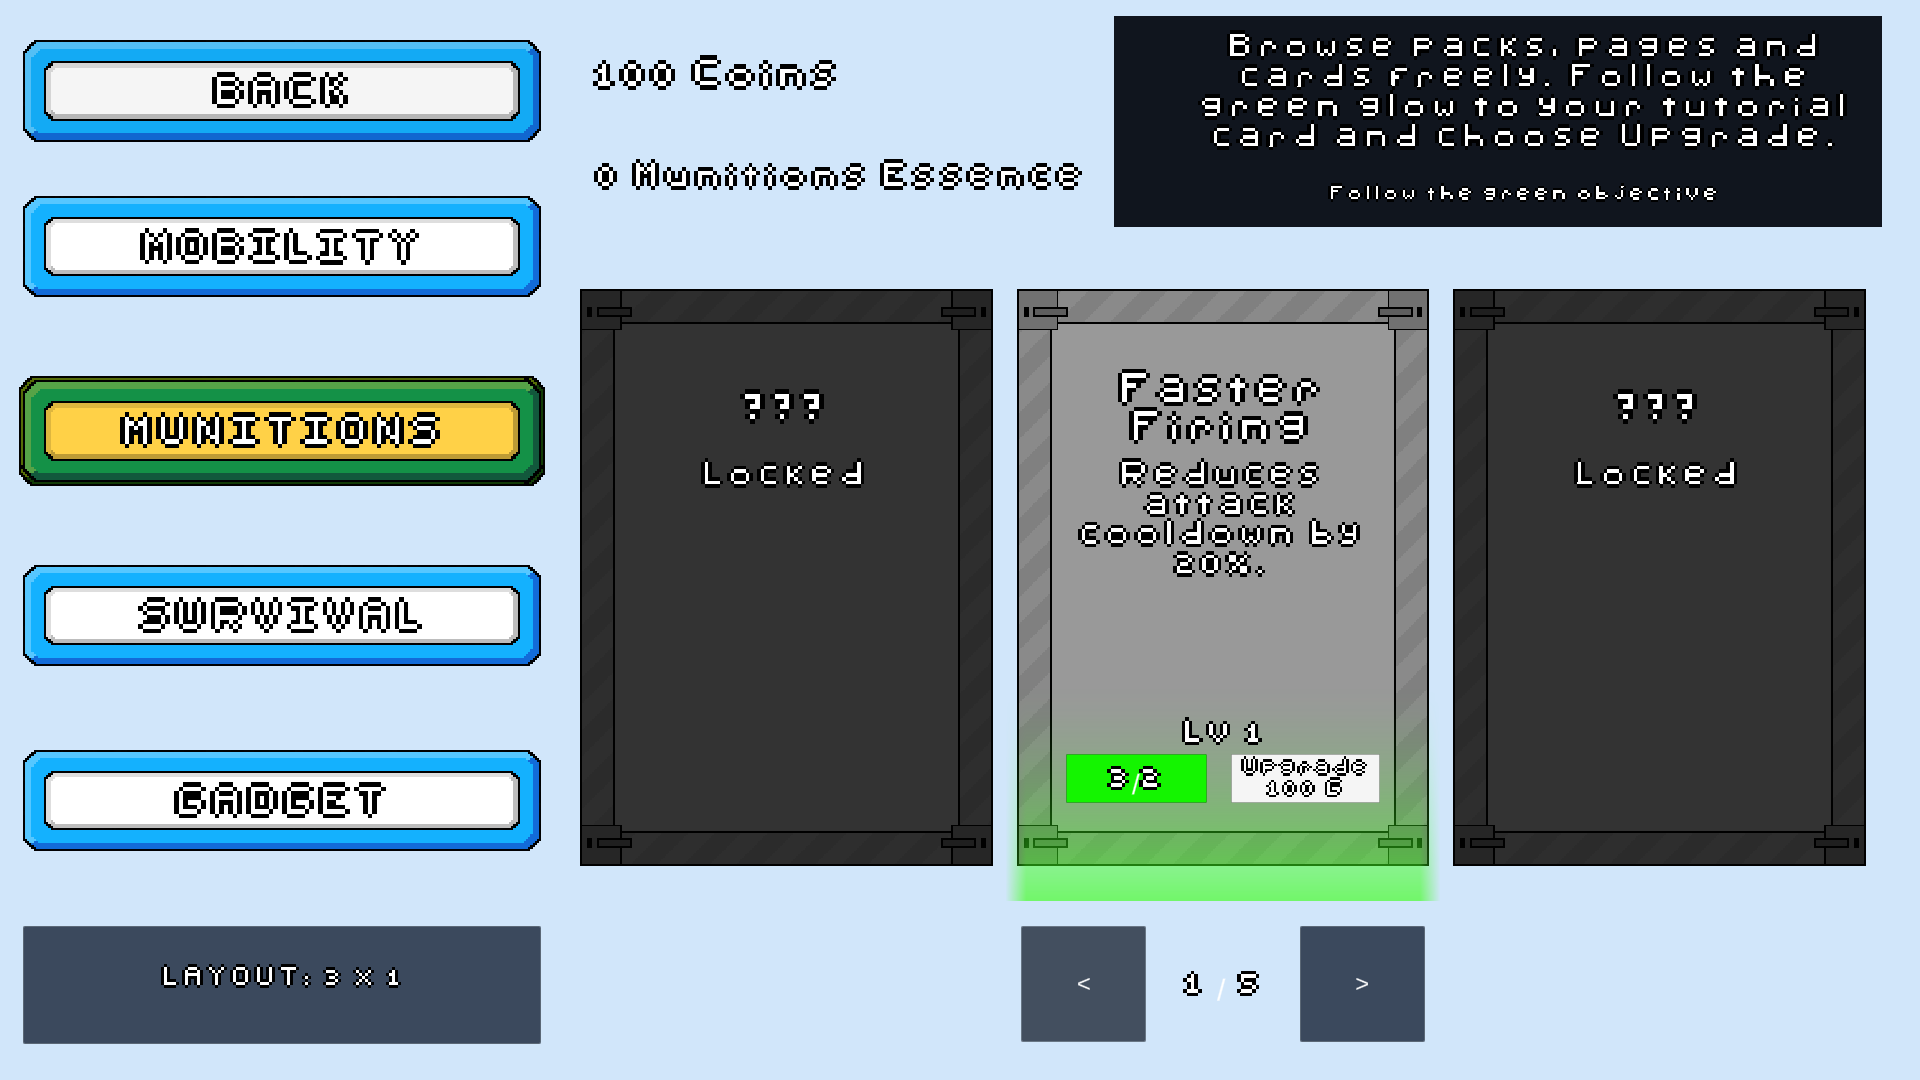 BACK
MOBILITY
MUNITIONS
SURVIVAL
GADGET
LAYOUT: 3 X 1
100 Coins
0 Munitions Essence
Browse packs, pages and
cards freely. Follow the
green glow to your tutorial
card and choose Upgrade.
Follow the green objective
???
Locked
Faster
Firing
Reduces
attack
cooldown by
20%.
Lv 1
3/2
Upgrade
100 G
???
Locked
<
1 / 5
>